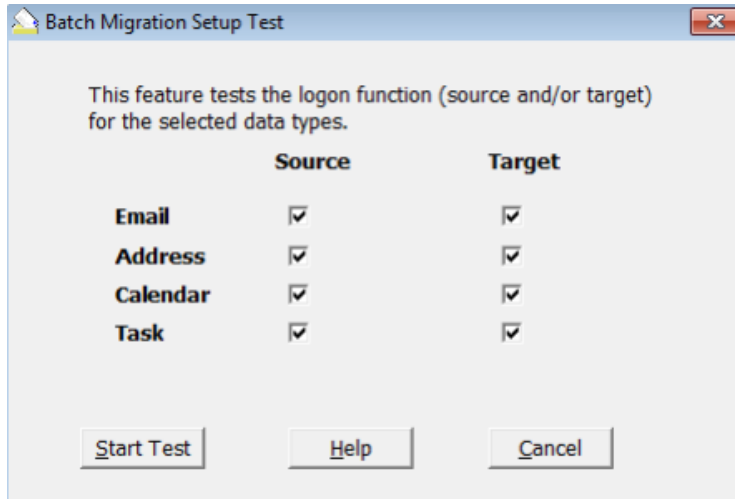 Batch Migration Setup Test
This feature tests the logon function (source and/or target)
for the selected data types.
Source Target
Email
Address
Calendar
Task
Start Test Help Cancel